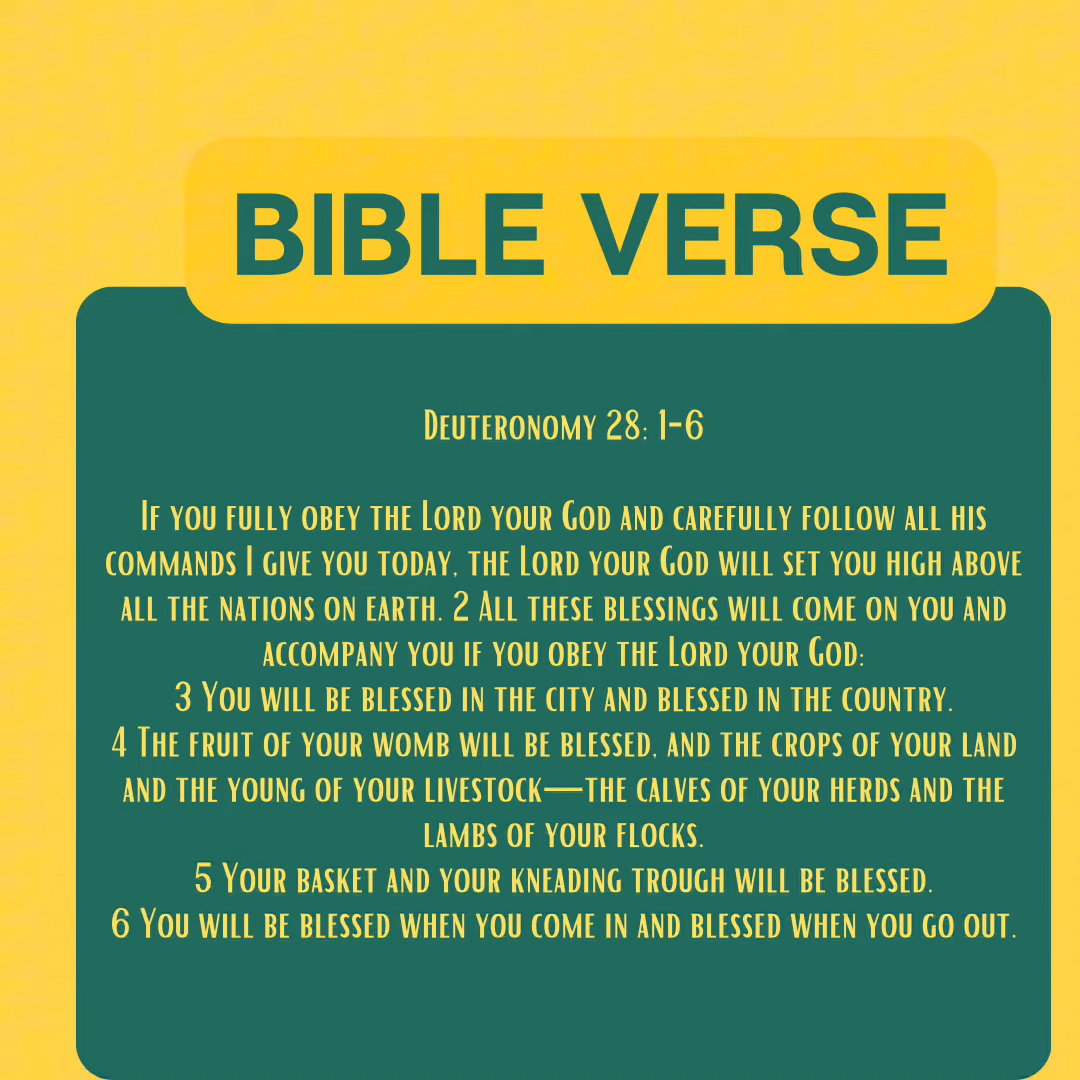 BIBLE VERSE
Deuteronomy 28: 1-6
If you fully obey the Lord your God and carefully follow all his
commands I give you today, the Lord your God will set you high above
all the nations on earth. 2 All these blessings will come on you and
accompany you if you obey the Lord your God:
3 You will be blessed in the city and blessed in the country.
4 The fruit of your womb will be blessed, and the crops of your land
and the young of your livestock—the calves of your herds and the
lambs of your flocks.
5 Your basket and your kneading trough will be blessed.
6 You will be blessed when you come in and blessed when you go out.